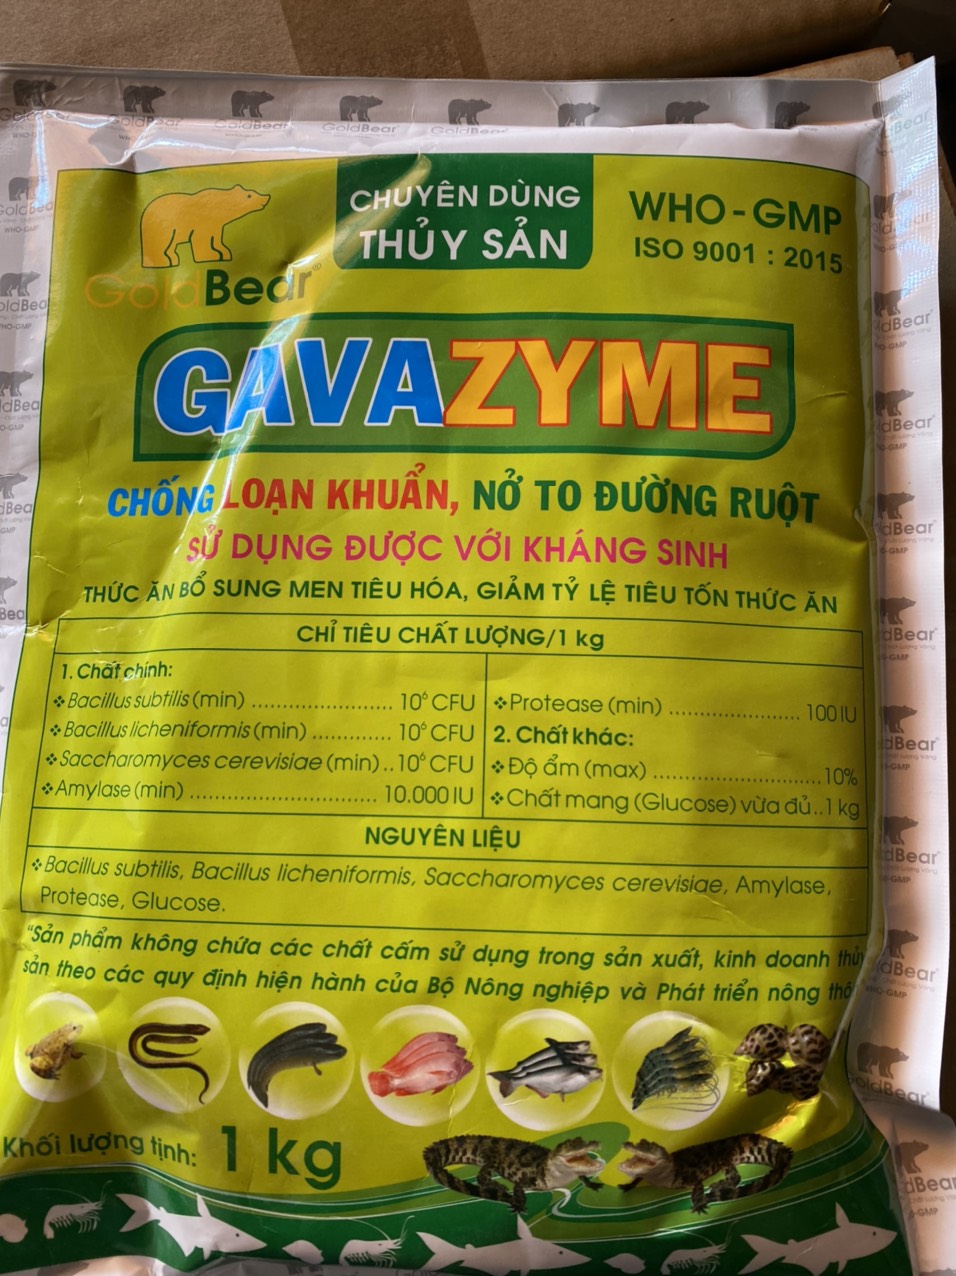 GoldBear®
CHUYÊN DÙNG
THỦY SẢN
WHO - GMP
ISO 9001 : 2015
GAVAZYME
CHỐNG LOẠN KHUẨN, NỞ TO ĐƯỜNG RUỘT
SỬ DỤNG ĐƯỢC VỚI KHÁNG SINH
THỨC ĂN BỔ SUNG MEN TIÊU HÓA, GIẢM TỶ LỆ TIÊU TỐN THỨC ĂN
CHỈ TIÊU CHẤT LƯỢNG/1 kg
1. Chất chính:
❖Bacillus subtilis (min) ........................ 10⁶ CFU
❖Bacillus licheniformis (min) ............. 10⁶ CFU
❖Saccharomyces cerevisiae (min)..10⁶ CFU
❖Amylase (min) ................................ 10.000 IU
❖Protease (min) ...................... 100 IU
2. Chất khác:
❖Độ ẩm (max) ............................10%
❖Chất mang (Glucose) vừa đủ..1 kg
NGUYÊN LIỆU
❖Bacillus subtilis, Bacillus licheniformis, Saccharomyces cerevisiae, Amylase,
Protease, Glucose.
"Sản phẩm không chứa các chất cấm sử dụng trong sản xuất, kinh doanh thủy
sản theo các quy định hiện hành của Bộ Nông nghiệp và Phát triển nông thô
Khối lượng tịnh: 1 kg